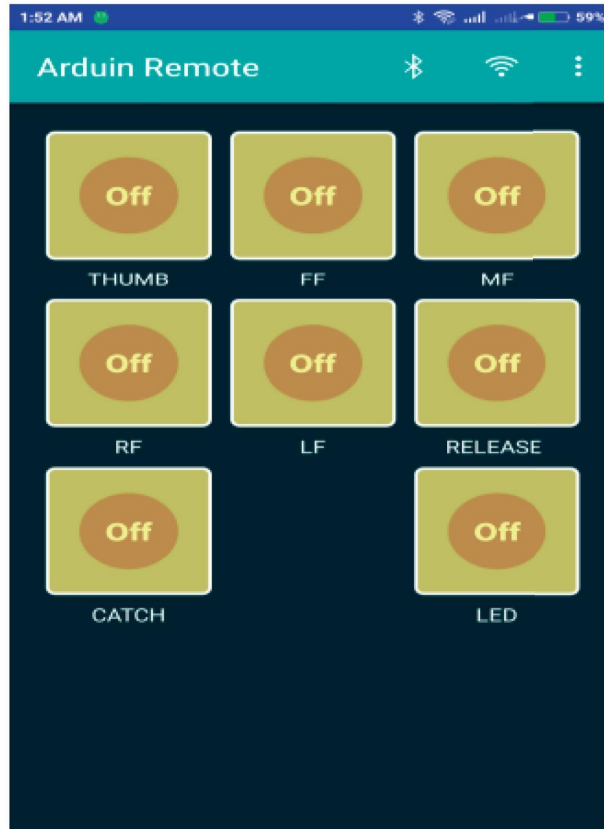 1:52 AM 59%
Arduin Remote
Off Off Off
THUMB FF MF
Off Off Off
RF LF RELEASE
Off Off
CATCH LED